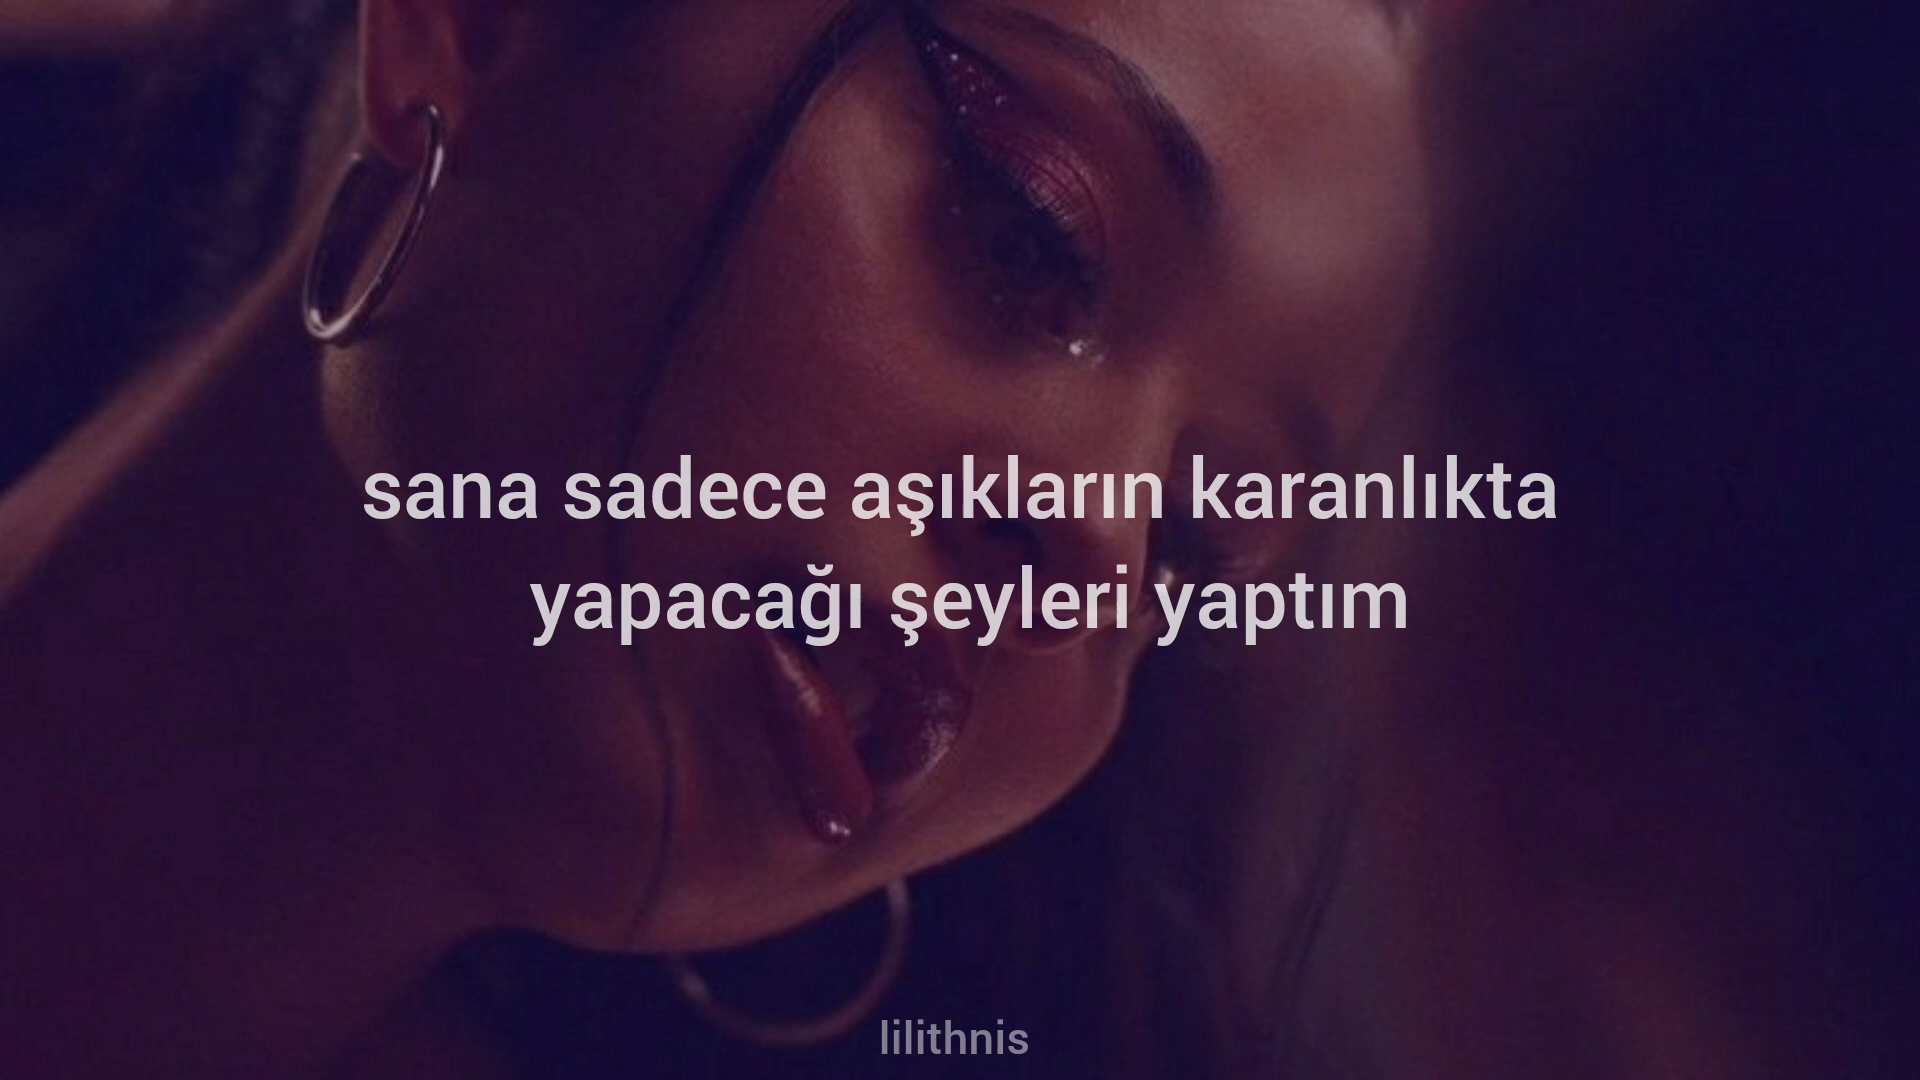 sana sadece aşıkların karanlıkta
yapacağı şeyleri yaptım
lilithnis